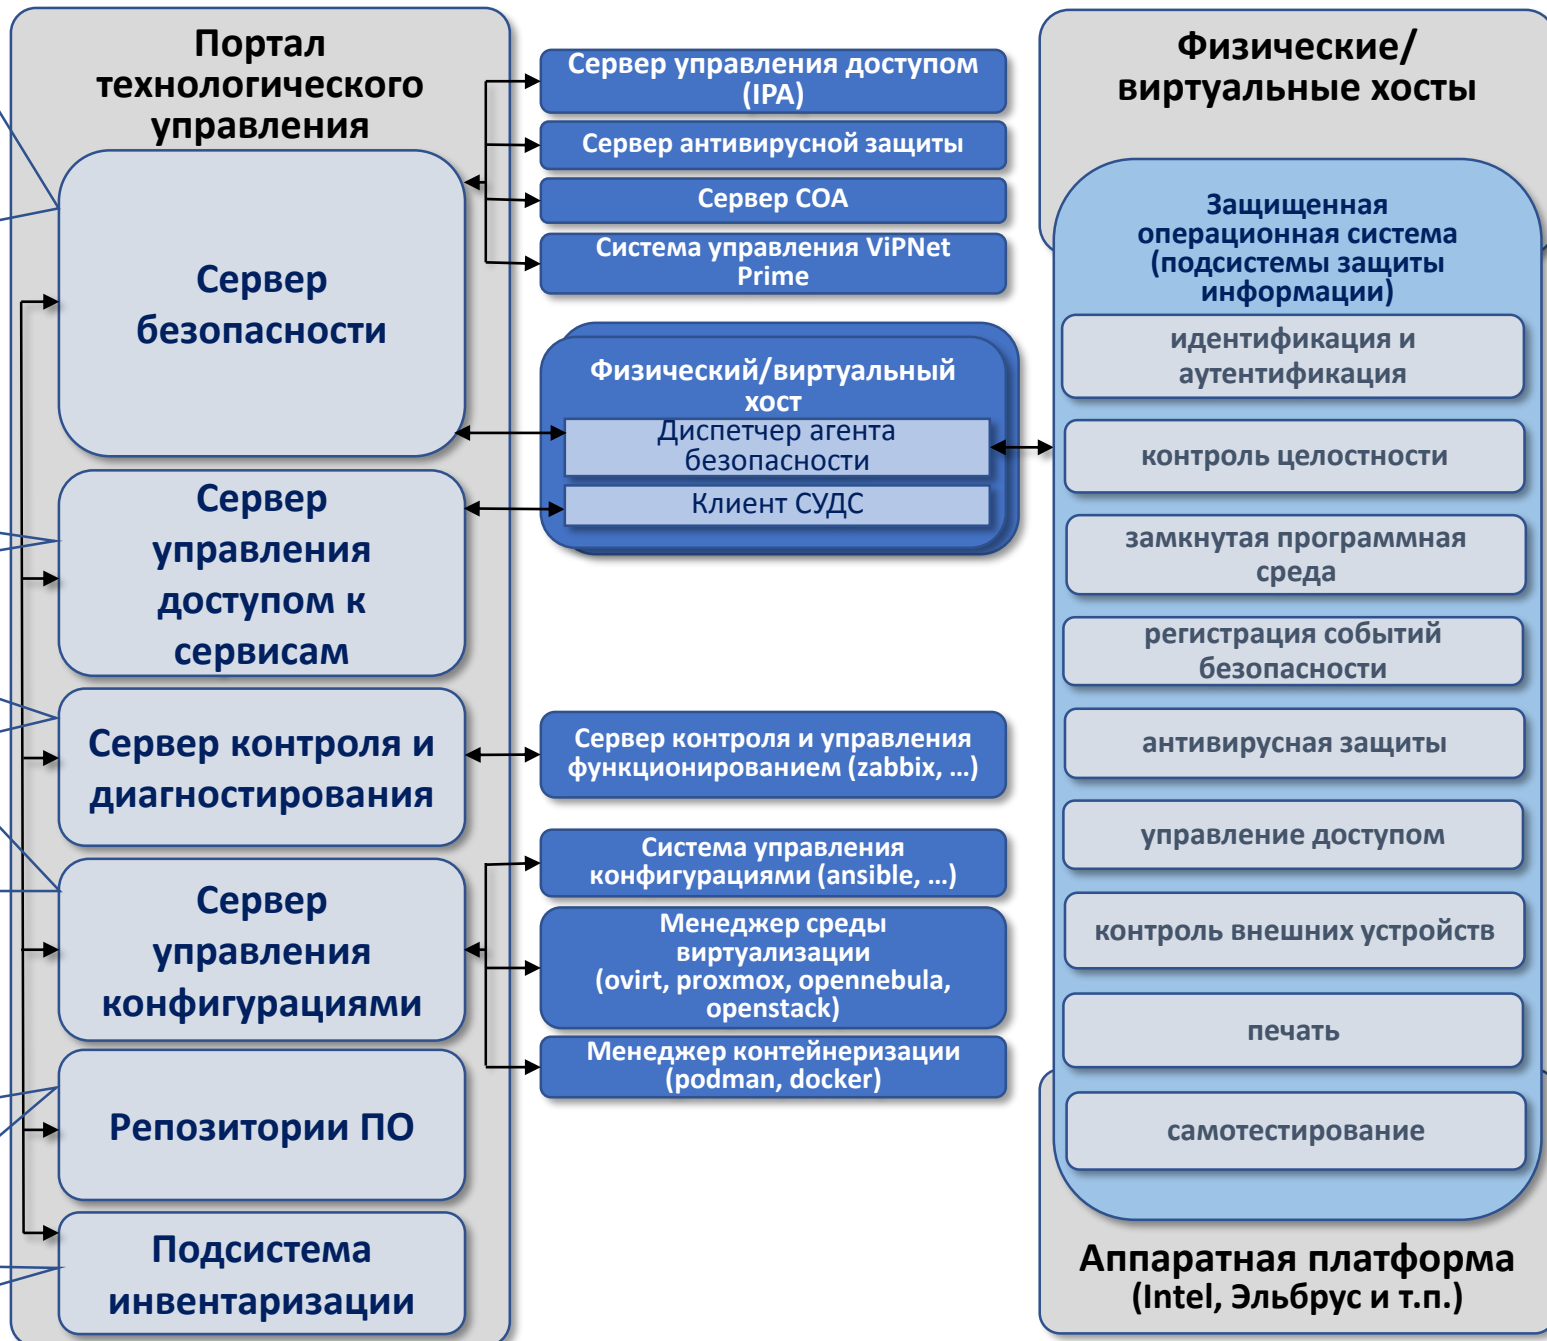 Портал
технологического
управления
Сервер
безопасности
Сервер
управления
доступом к
сервисам
Сервер контроля и
диагностирования
Сервер
управления
конфигурациями
Репозитории ПО
Подсистема
инвентаризации
Сервер управления доступом
(IPA)
Сервер антивирусной защиты
Сервер СОА
Система управления ViPNet
Prime
Физический/виртуальный
хост
Диспетчер агента
безопасности
Клиент СУДС
Сервер контроля и управления
функционированием (zabbix, ...)
Система управления
конфигурациями (ansible, ...)
Менеджер среды
виртуализации
(ovirt, proxmox, opennebula,
openstack)
Менеджер контейнеризации
(podman, docker)
Физические/
виртуальные хосты
Защищенная
операционная система
(подсистемы защиты
информации)
идентификация и
аутентификация
контроль целостности
замкнутая программная
среда
регистрация событий
безопасности
антивирусная защиты
управление доступом
контроль внешних устройств
печать
самотестирование
Аппаратная платформа
(Intel, Эльбрус и т.п.)